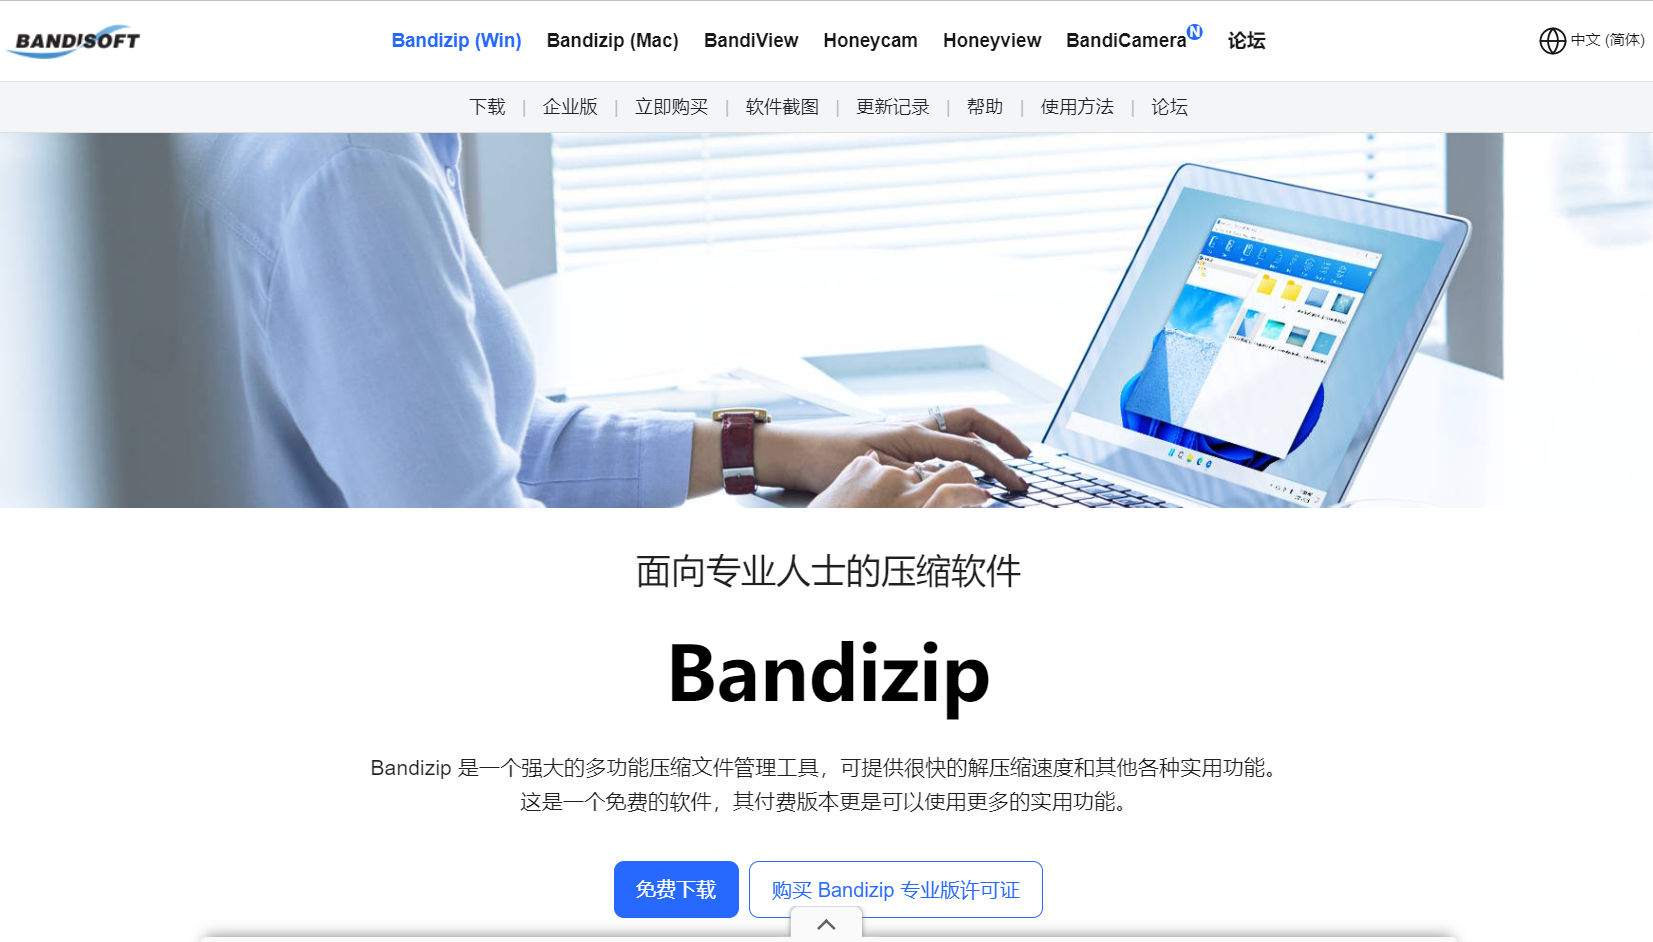 BANDISOFT
Bandizip (Win) Bandizip (Mac) BandiView Honeycam Honeyview BandiCamera N 论坛
中文 (简体)
下载 | 企业版 | 立即购买 | 软件截图 | 更新记录 | 帮助 | 使用方法 | 论坛
面向专业人士的压缩软件
Bandizip
Bandizip 是一个强大的多功能压缩文件管理工具，可提供很快的解压缩速度和其他各种实用功能。
这是一个免费的软件，其付费版本更是可以使用更多的实用功能。
免费下载
购买 Bandizip 专业版许可证